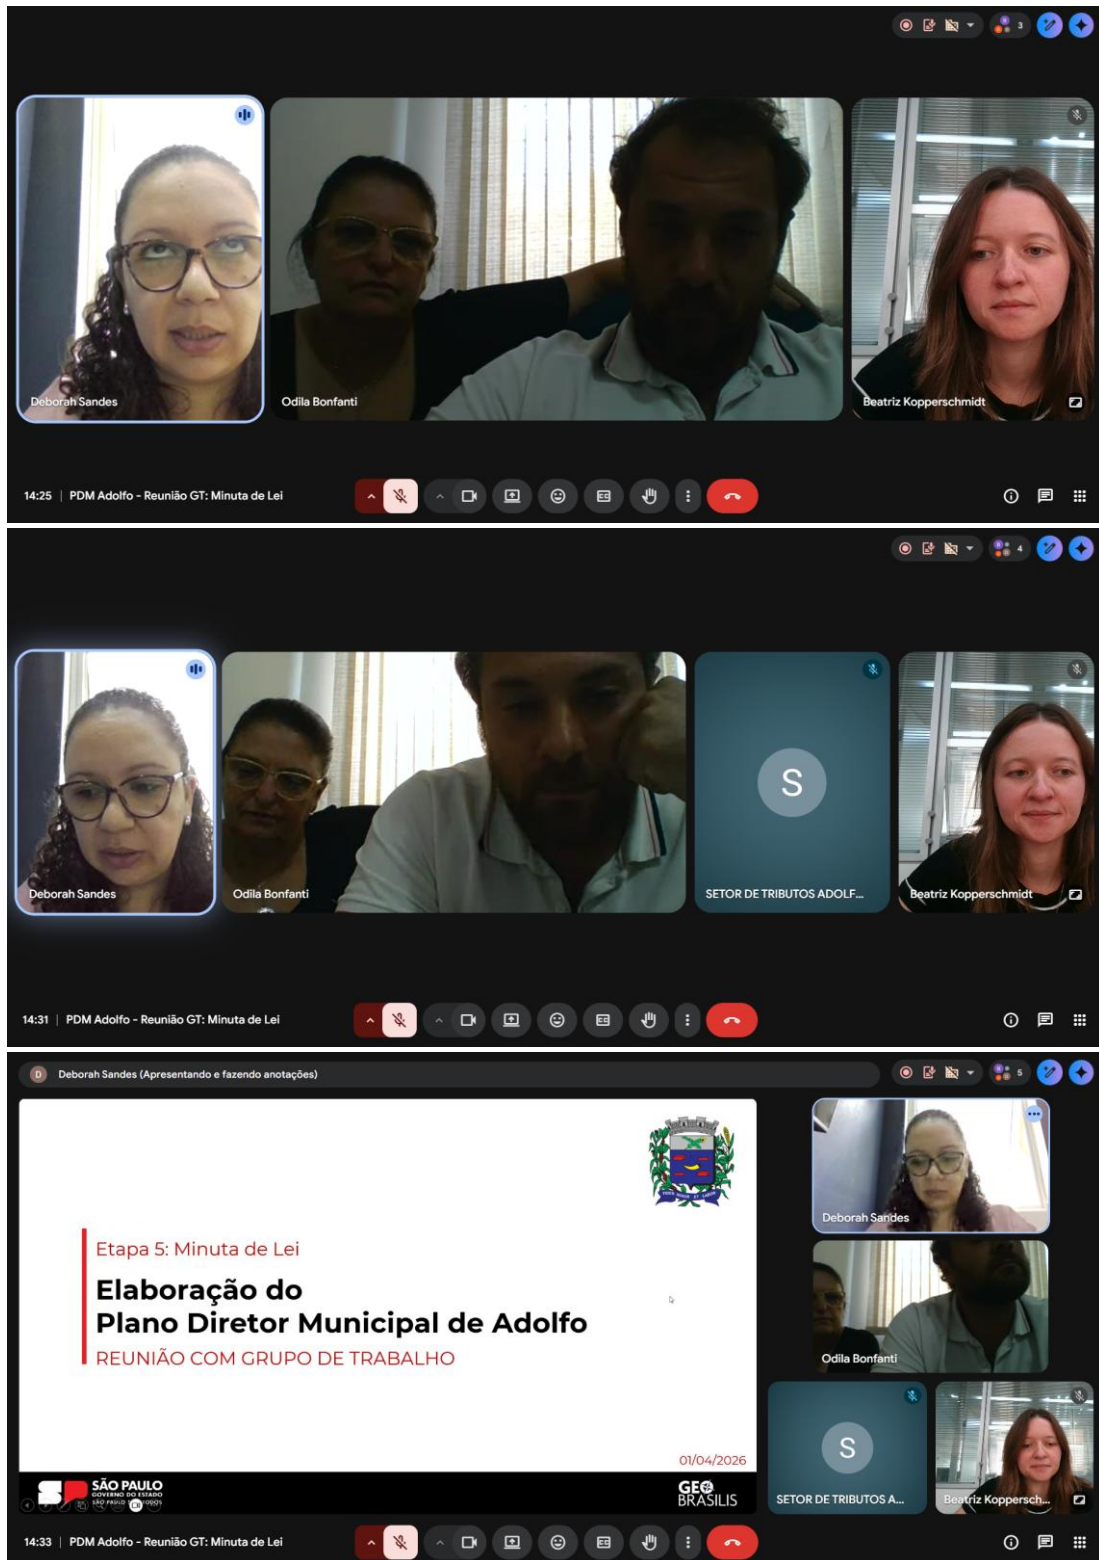 3
Deborah Sandes
Odila Bonfanti
Beatriz Kopperschmidt
14:25 | PDM Adolfo - Reunião GT: Minuta de Lei
4
Deborah Sandes
Odila Bonfanti
S
SETOR DE TRIBUTOS ADOLF...
Beatriz Kopperschmidt
14:31 | PDM Adolfo - Reunião GT: Minuta de Lei
D
Deborah Sandes (Apresentando e fazendo anotações)
5
Etapa 5: Minuta de Lei
Elaboração do
Plano Diretor Municipal de Adolfo
REUNIÃO COM GRUPO DE TRABALHO
01/04/2026
SÃO PAULO
GOVERNO DO ESTADO
GEO
BRASILIS
Deborah Sandes
Odila Bonfanti
S
SETOR DE TRIBUTOS A...
Beatriz Koppersch...
14:33 | PDM Adolfo - Reunião GT: Minuta de Lei